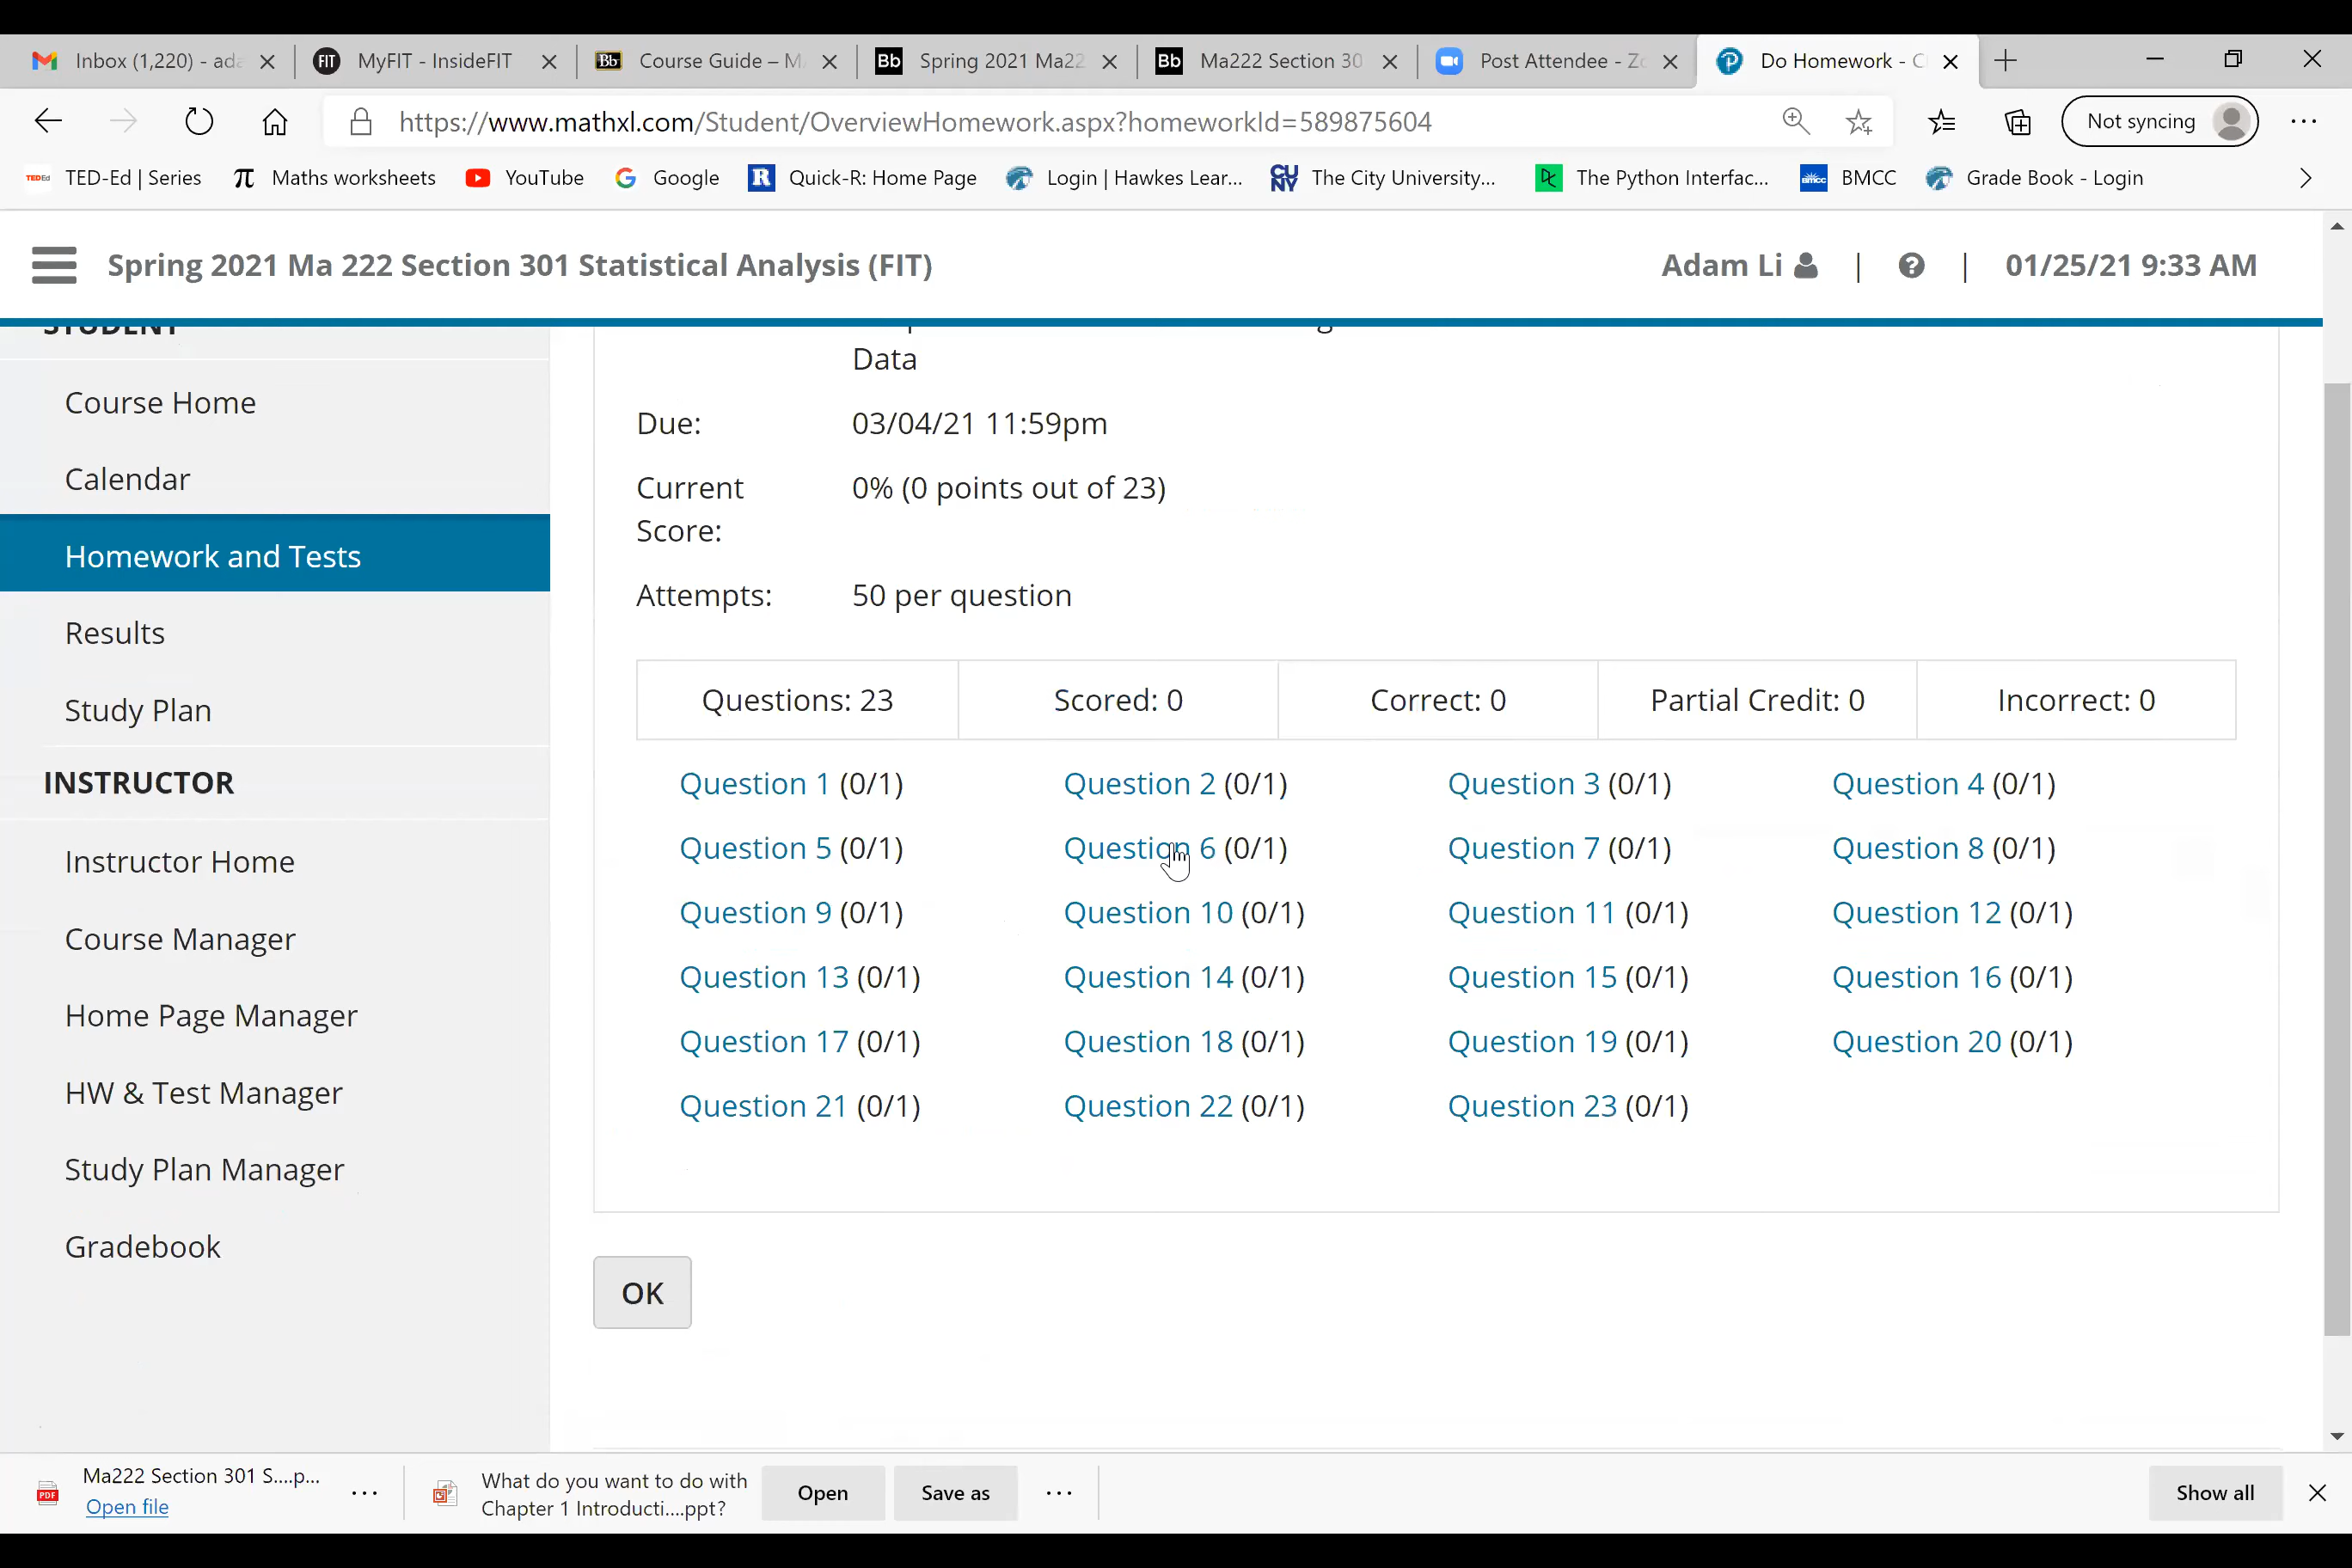 Inbox (1,220) - ada
MyFIT - InsideFIT
Course Guide – M
Spring 2021 Ma22
Ma222 Section 30
Post Attendee - Zo
Do Homework - C
https://www.mathxl.com/Student/OverviewHomework.aspx?homeworkId=589875604
Not syncing
TED-Ed | Series
Maths worksheets
YouTube
Google
Quick-R: Home Page
Login | Hawkes Lear...
The City University...
The Python Interfac...
BMCC
Grade Book - Login
Spring 2021 Ma 222 Section 301 Statistical Analysis (FIT)
Adam Li
01/25/21 9:33 AM
STUDENT
Course Home
Calendar
Homework and Tests
Results
Study Plan
INSTRUCTOR
Instructor Home
Course Manager
Home Page Manager
HW & Test Manager
Study Plan Manager
Gradebook
Data
Due: 03/04/21 11:59pm
Current Score: 0% (0 points out of 23)
Attempts: 50 per question
Questions: 23 Scored: 0 Correct: 0 Partial Credit: 0 Incorrect: 0
Question 1 (0/1) Question 2 (0/1) Question 3 (0/1) Question 4 (0/1)
Question 5 (0/1) Question 6 (0/1) Question 7 (0/1) Question 8 (0/1)
Question 9 (0/1) Question 10 (0/1) Question 11 (0/1) Question 12 (0/1)
Question 13 (0/1) Question 14 (0/1) Question 15 (0/1) Question 16 (0/1)
Question 17 (0/1) Question 18 (0/1) Question 19 (0/1) Question 20 (0/1)
Question 21 (0/1) Question 22 (0/1) Question 23 (0/1)
OK
Ma222 Section 301 S....p...
Open file
What do you want to do with
Chapter 1 Introducti....ppt?
Open
Save as
Show all